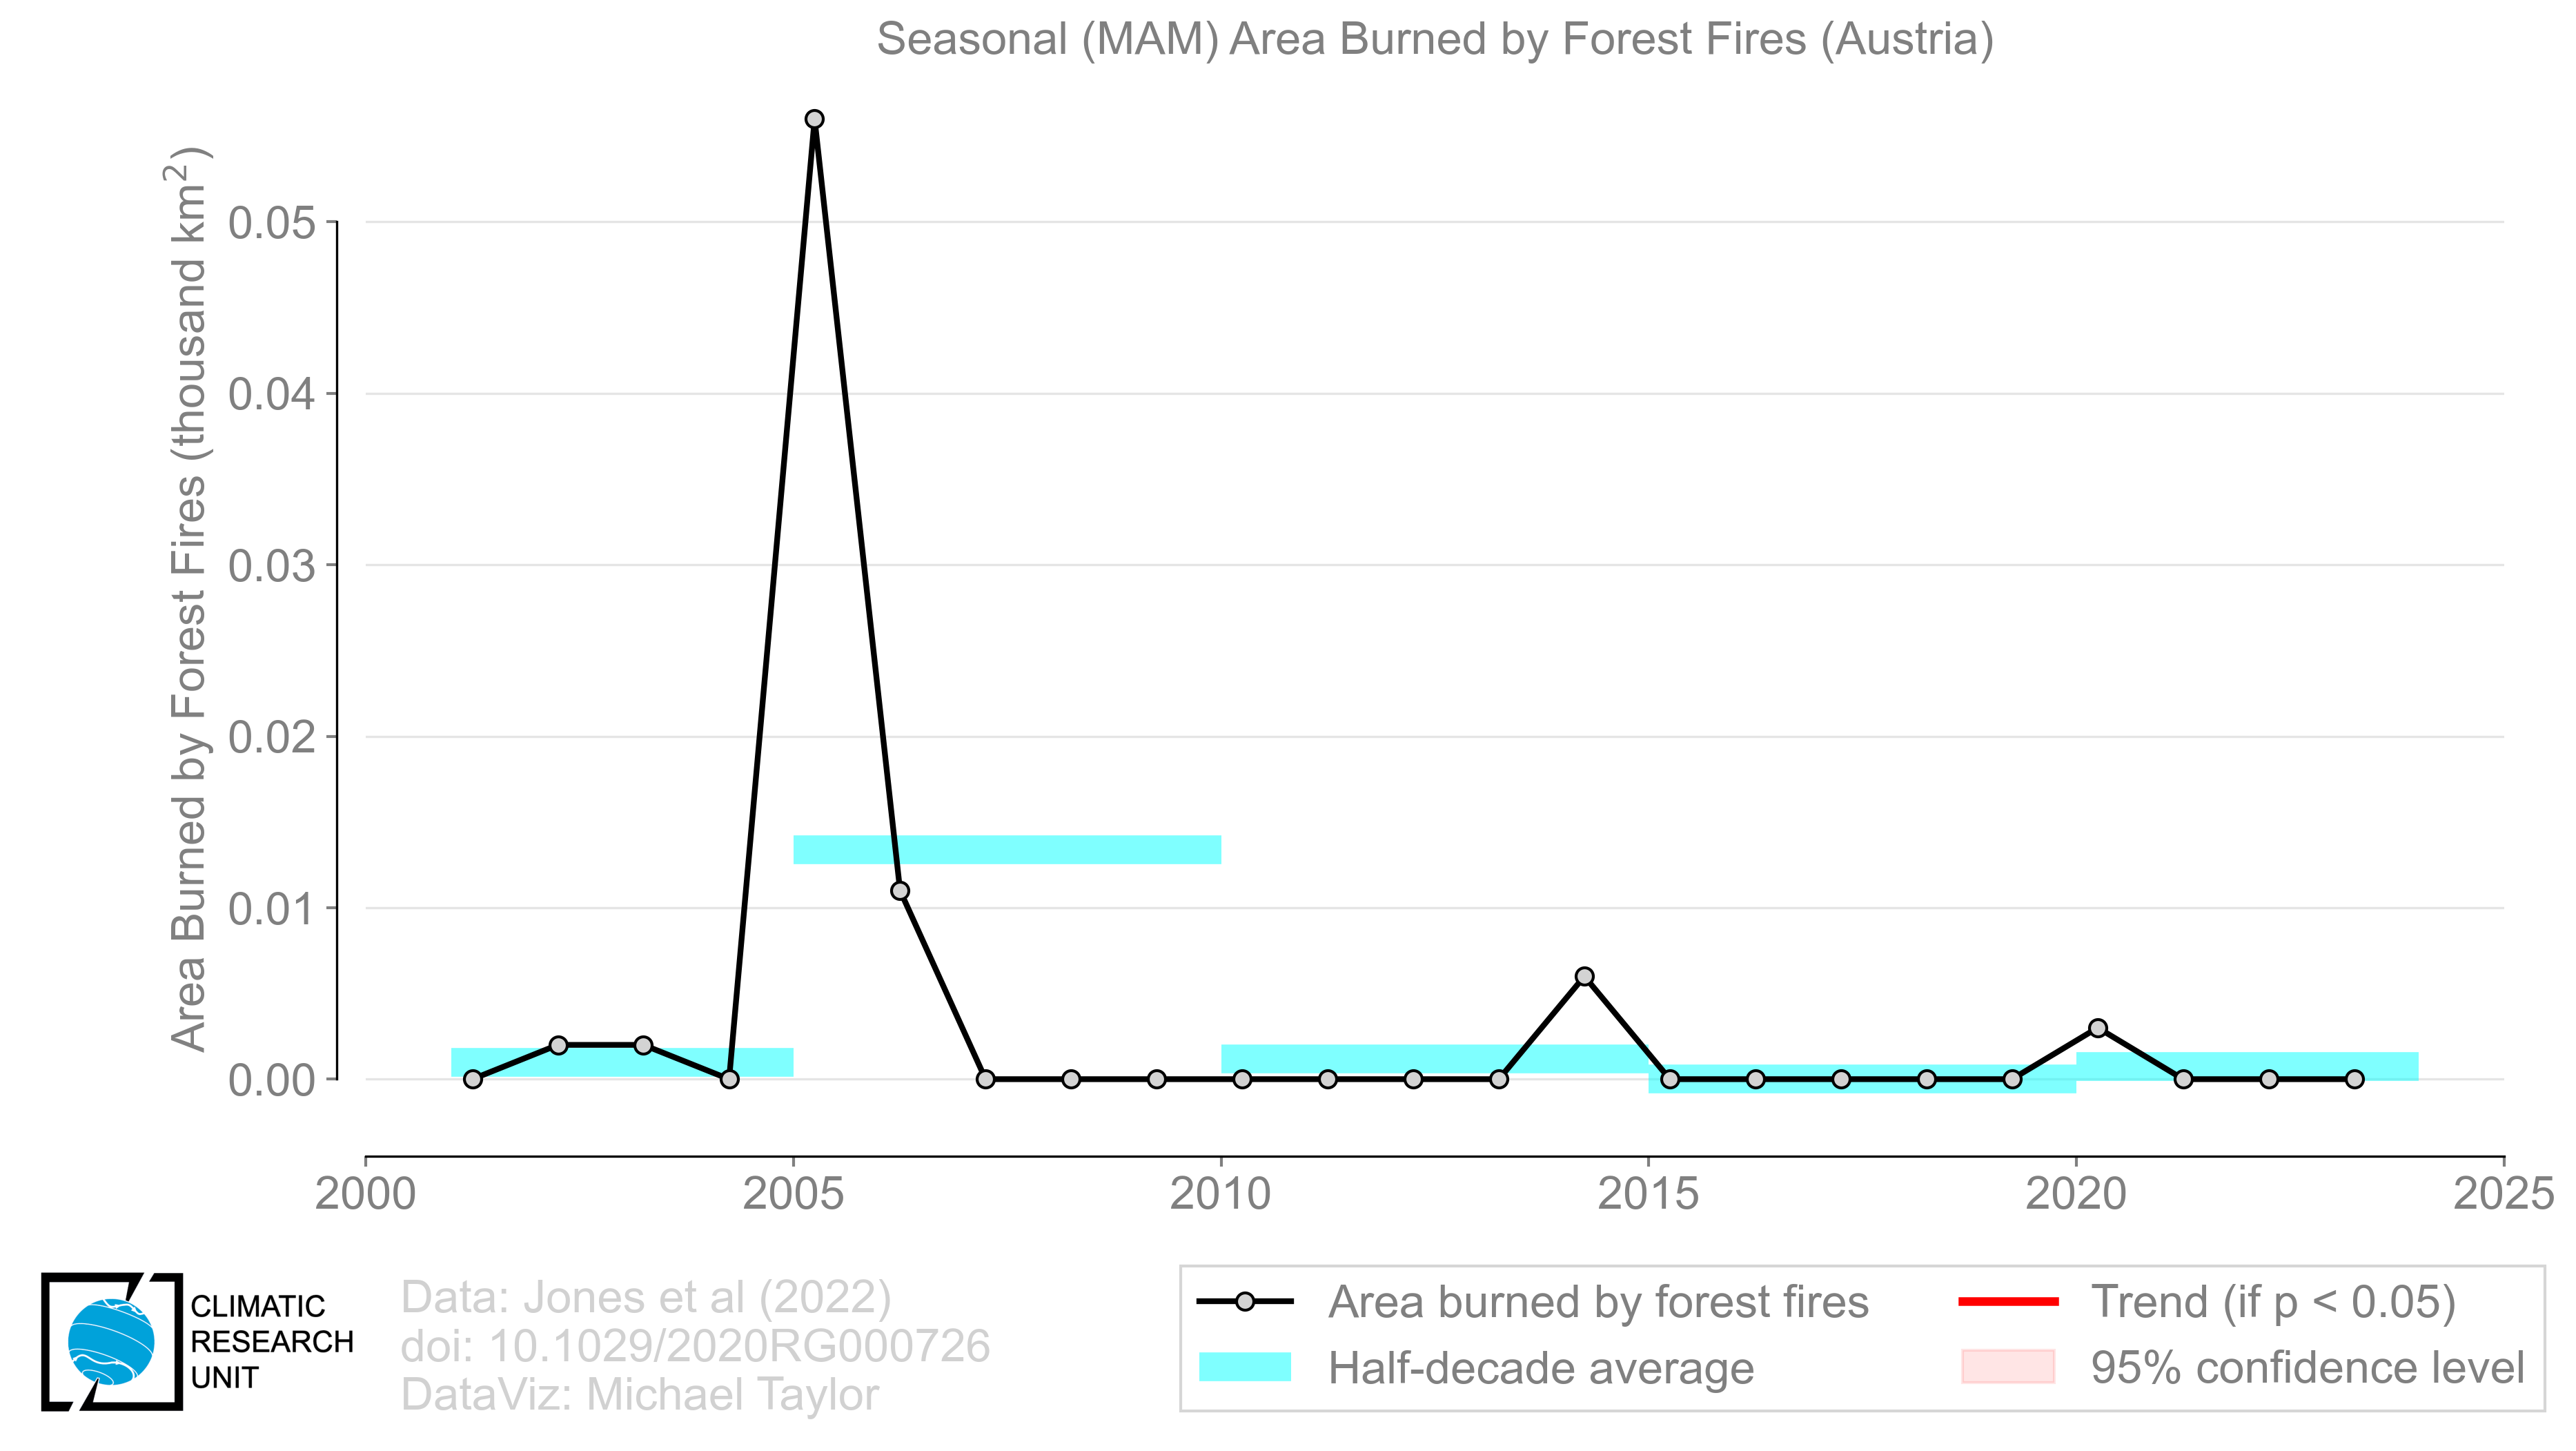 Seasonal (MAM) Area Burned by Forest Fires (Austria)
Area Burned by Forest Fires (thousand km²)
0.05
0.04
0.03
0.02
0.01
0.00
2000 2005 2010 2015 2020 2025
CLIMATIC
RESEARCH
UNIT
Data: Jones et al (2022)
doi: 10.1029/2020RG000726
DataViz: Michael Taylor
Area burned by forest fires
Half-decade average
Trend (if p < 0.05)
95% confidence level